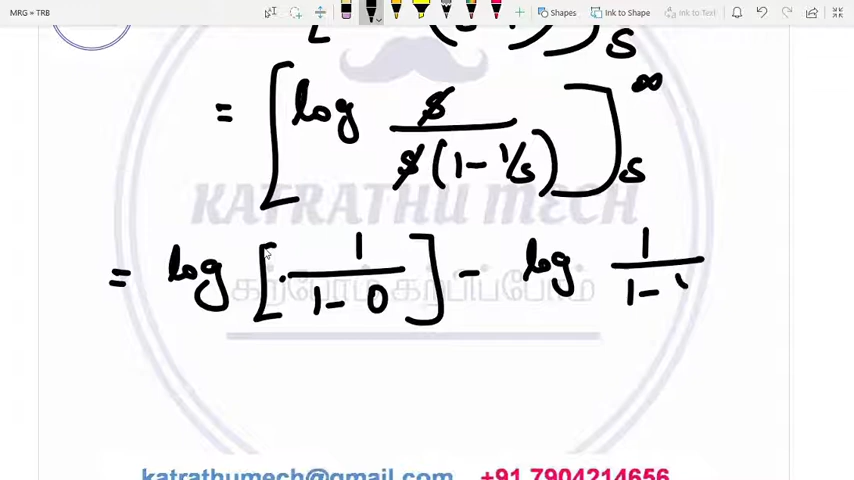 MRG = TRB
Shapes Ink to Shape Ink to Text
S
= [log s / s(1 - 1/s)] ∞ s
KATRATHU MECH
= log [1 / 1 - 0] - log 1 / 1 -
கற்போம் கற்பிப்போம்
katrathumech@gmail.com +91 7904214656